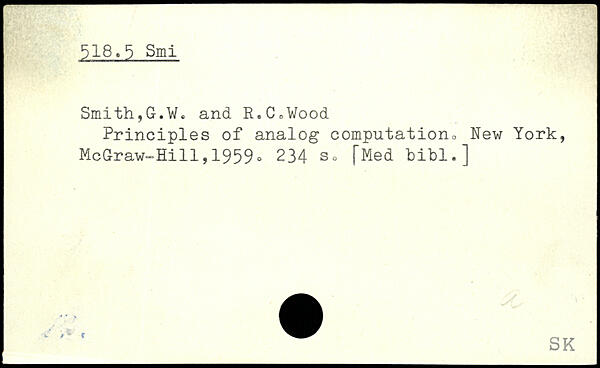 518.5 Smi
Smith,G.W. and R.C.Wood
Principles of analog computation. New York,
McGraw-Hill,1959. 234 s. [Med bibl.]
a
SK